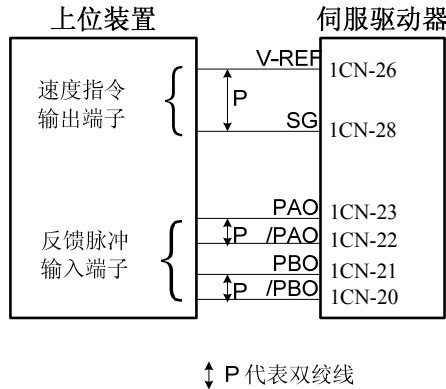 上位装置
伺服驱动器
速度指令
输出端子
V-REF
P
SG
1CN-26
1CN-28
反馈脉冲
输入端子
PAO
P
/PAO
PBO
P
/PBO
1CN-23
1CN-22
1CN-21
1CN-20
P 代表双绞线